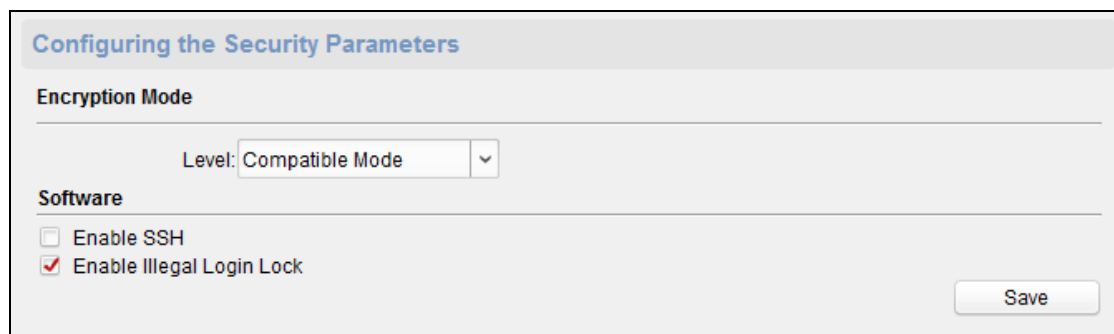 Configuring the Security Parameters
Encryption Mode
Level: Compatible Mode
Software
Enable SSH
Enable Illegal Login Lock
Save